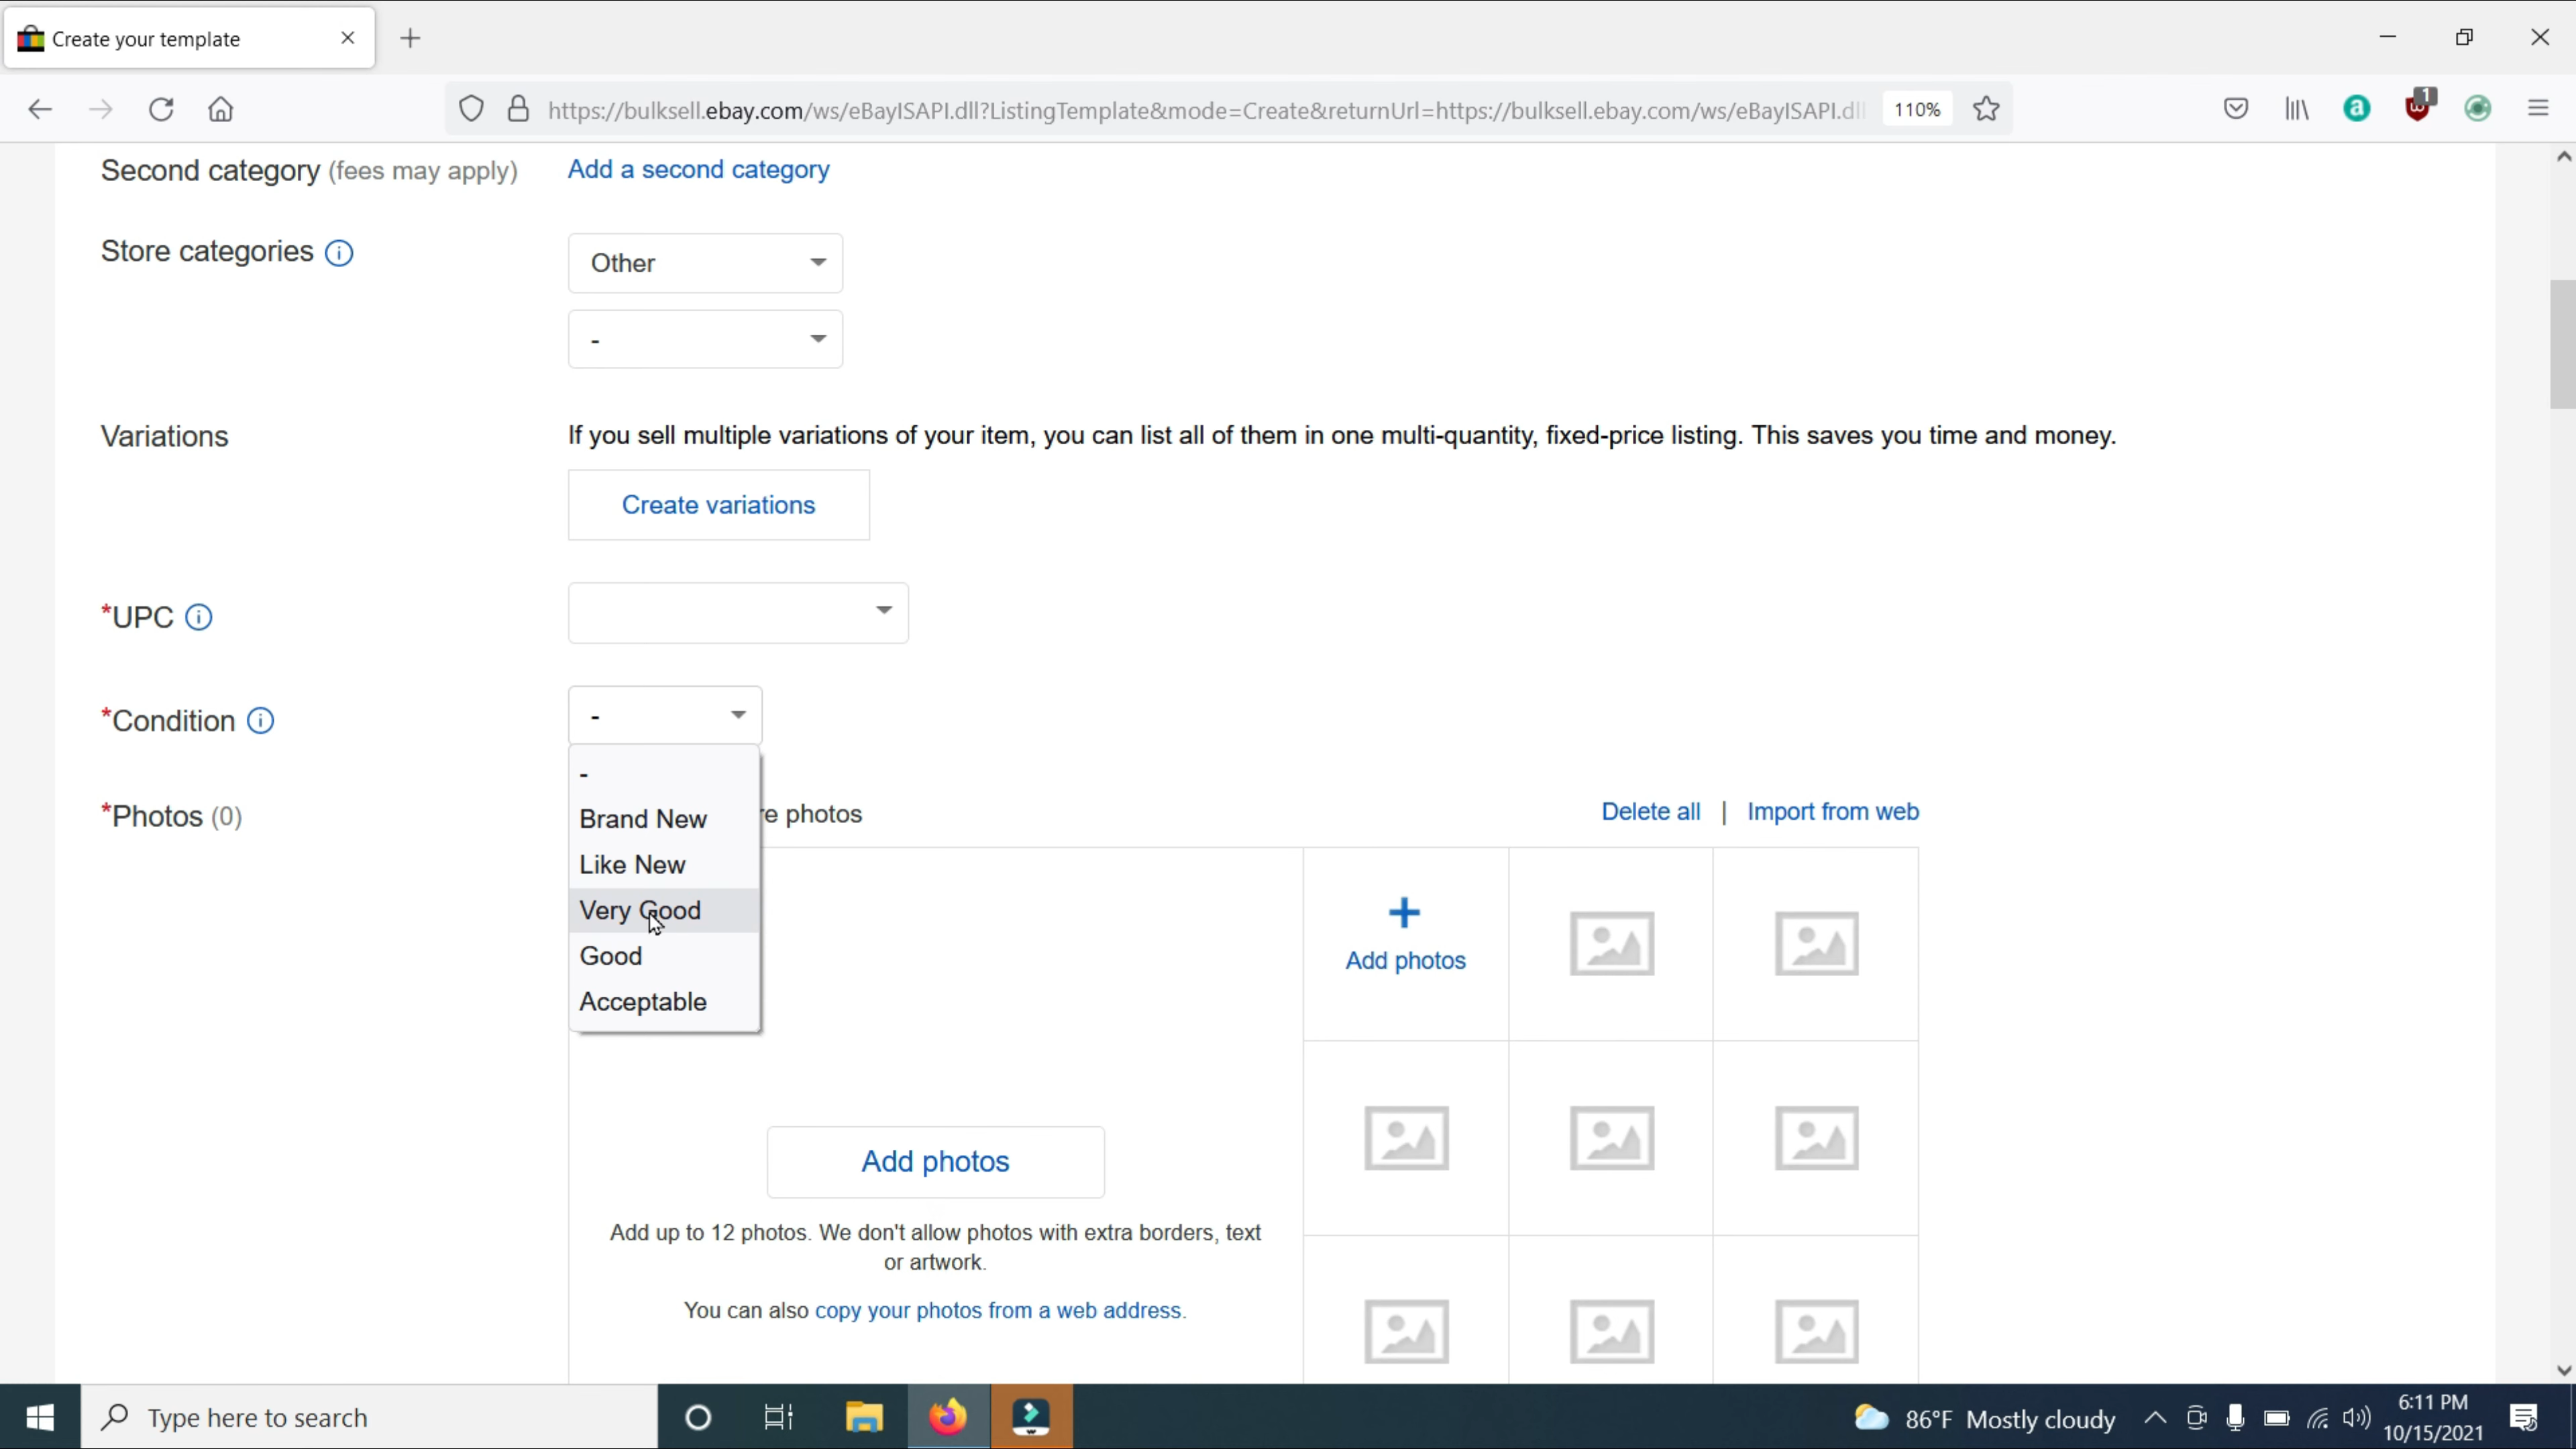 Create your template
https://bulksell.ebay.com/ws/eBayISAPI.dll?ListingTemplate&mode=Create&returnUrl=https://bulksell.ebay.com/ws/eBayISAPI.dll
110%
1
Second category (fees may apply) Add a second category
Store categories Other
-
Variations If you sell multiple variations of your item, you can list all of them in one multi-quantity, fixed-price listing. This saves you time and money.
Create variations
*UPC
*Condition -
-
Brand New
Like New
Very Good
Good
Acceptable
*Photos (0) photos Delete all | Import from web
Add photos
Add photos
Add up to 12 photos. We don't allow photos with extra borders, text
or artwork.
You can also copy your photos from a web address.
Type here to search
86°F Mostly cloudy
6:11 PM
10/15/2021